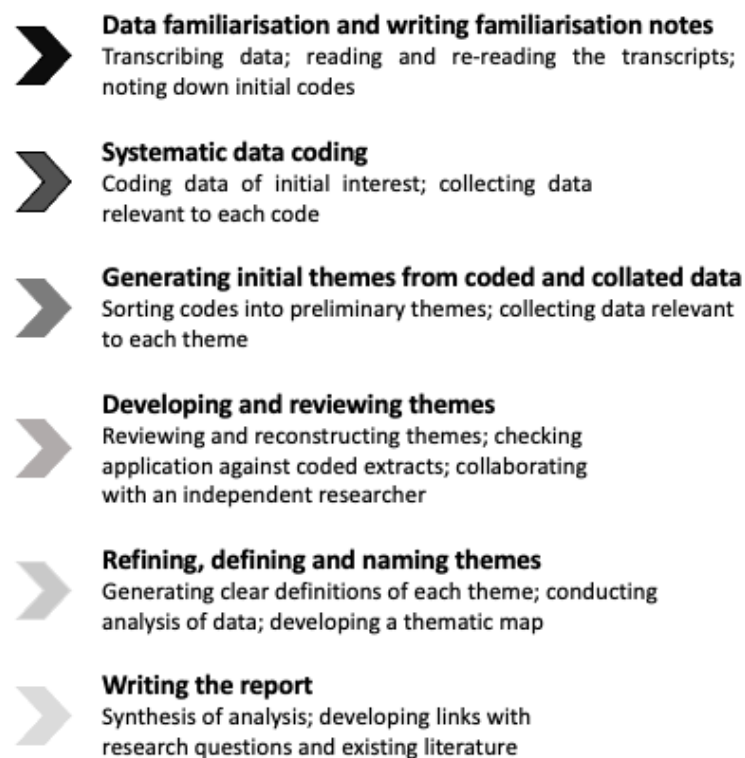 Data familiarisation and writing familiarisation notes
Transcribing data; reading and re-reading the transcripts;
noting down initial codes
Systematic data coding
Coding data of initial interest; collecting data
relevant to each code
Generating initial themes from coded and collated data
Sorting codes into preliminary themes; collecting data relevant
to each theme
Developing and reviewing themes
Reviewing and reconstructing themes; checking
application against coded extracts; collaborating
with an independent researcher
Refining, defining and naming themes
Generating clear definitions of each theme; conducting
analysis of data; developing a thematic map
Writing the report
Synthesis of analysis; developing links with
research questions and existing literature